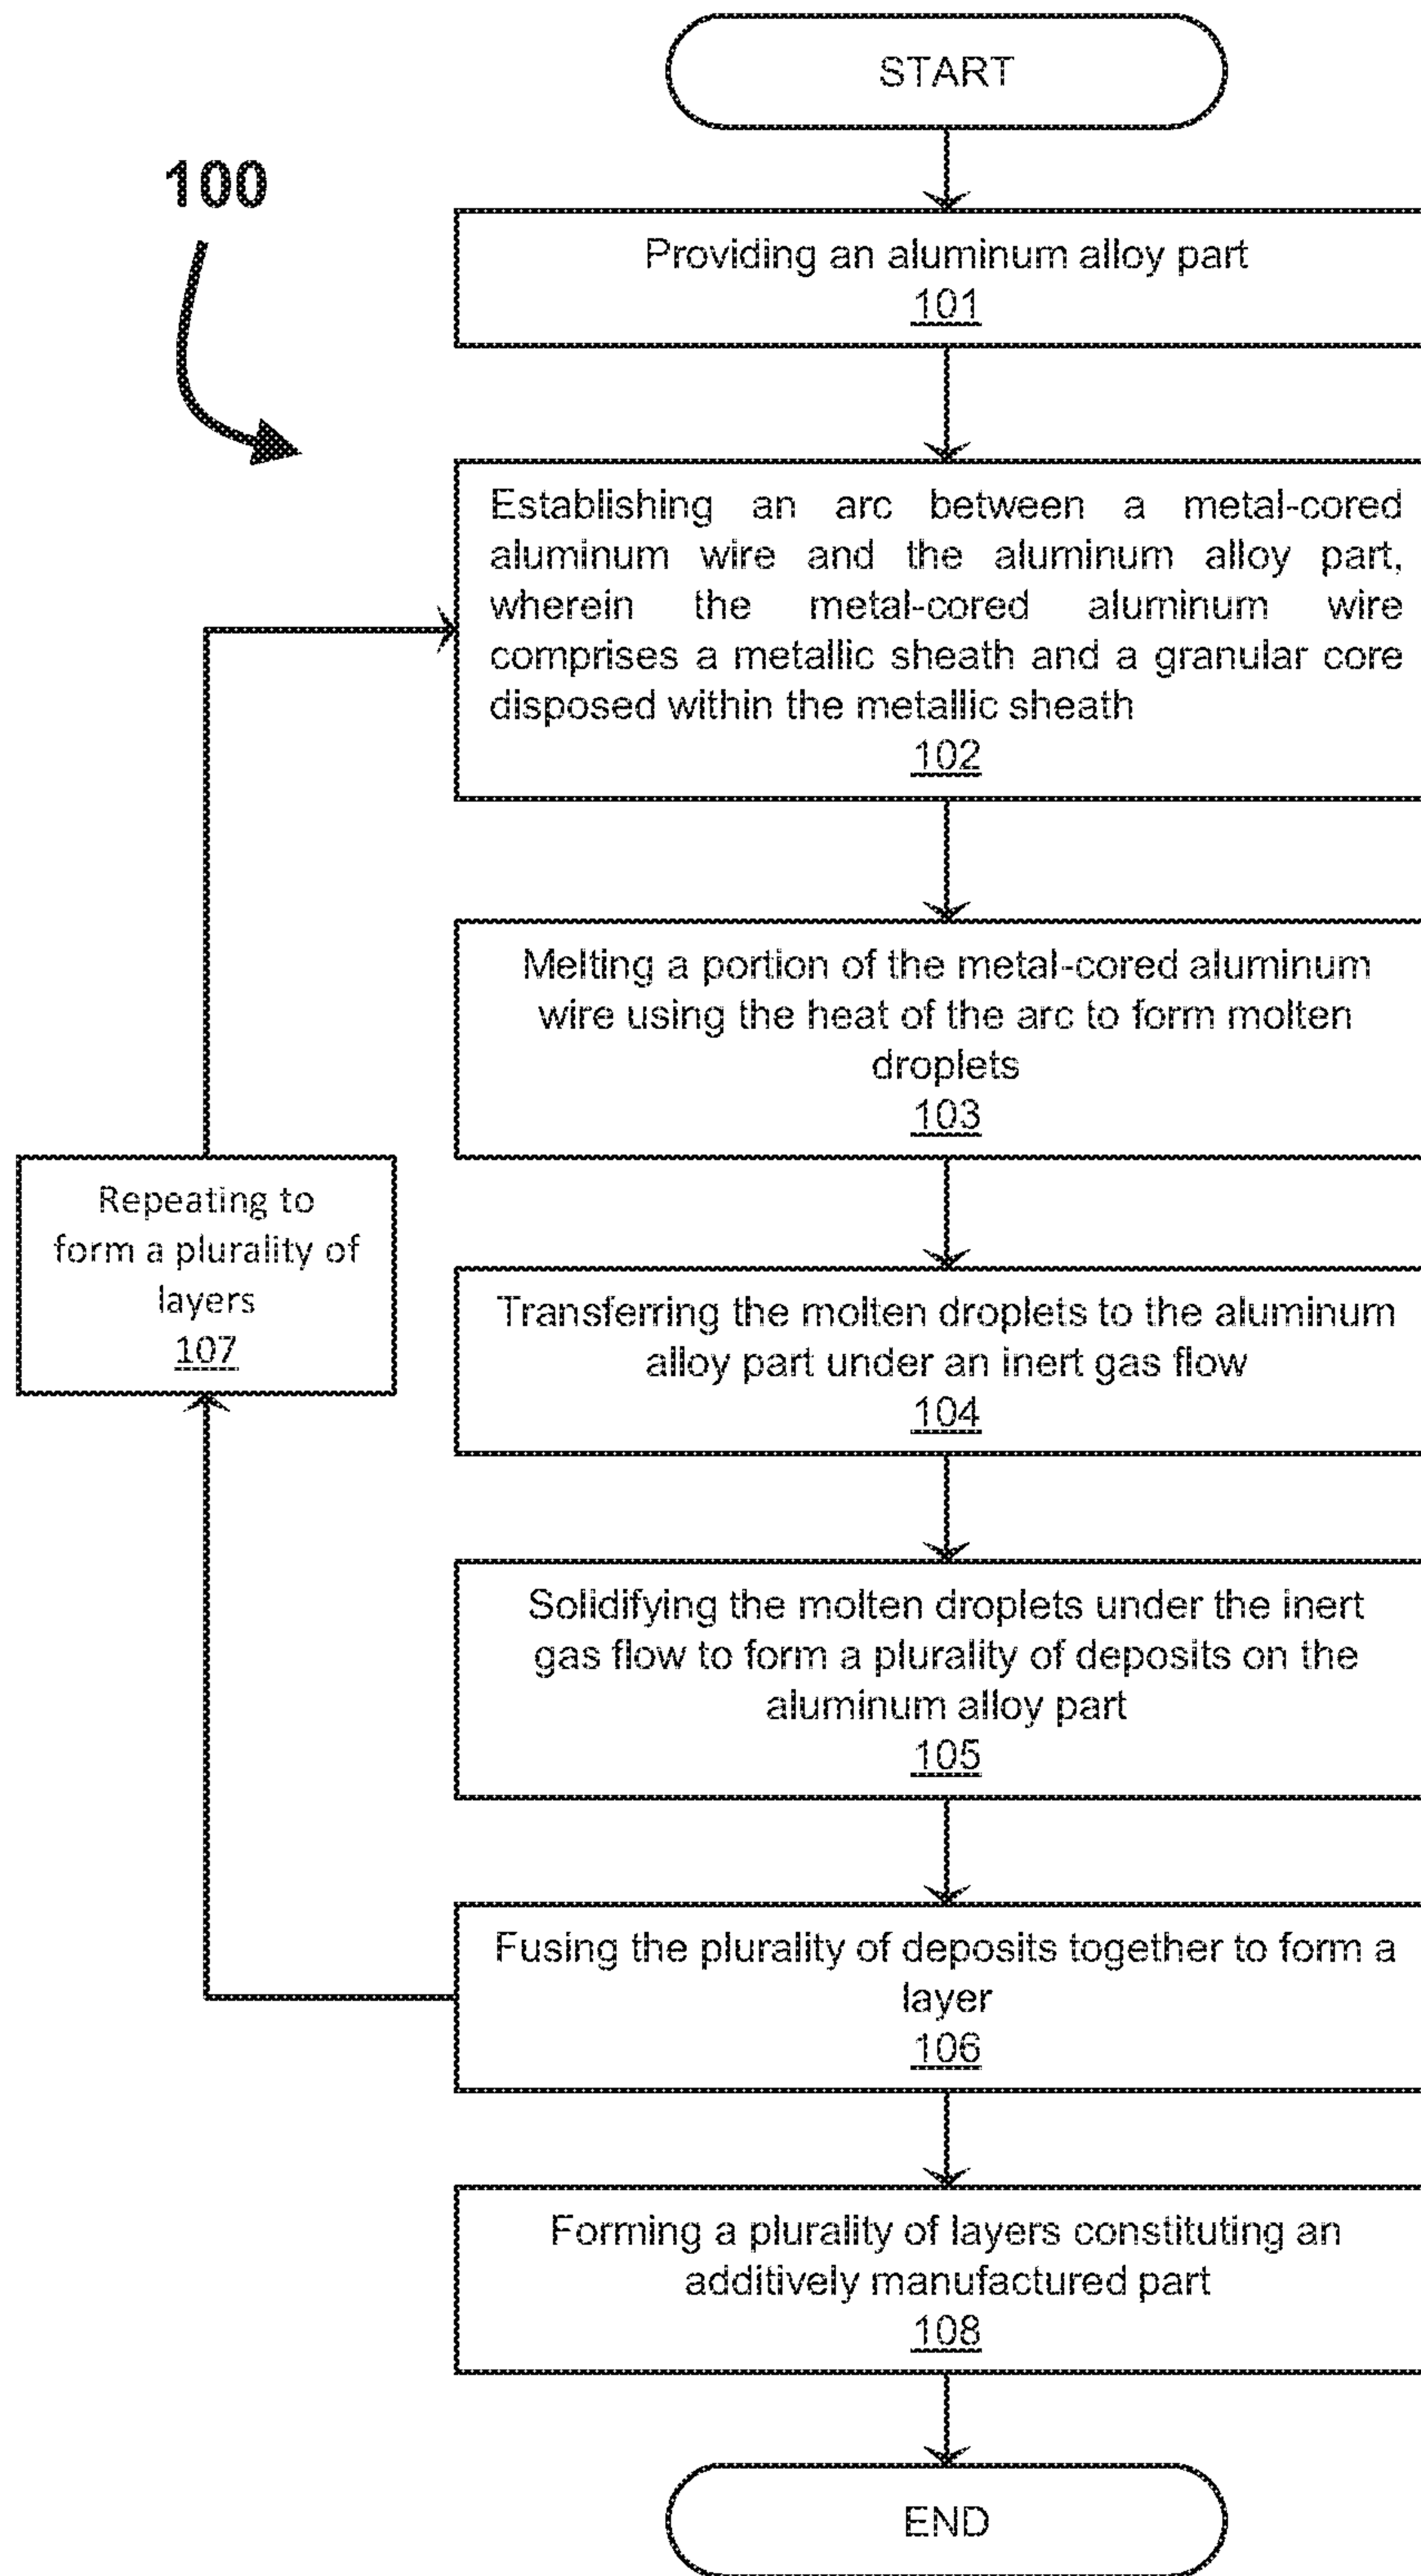 START
100
Providing an aluminum alloy part
101
Establishing an arc between a metal-cored
aluminum wire and the aluminum alloy part,
wherein the metal-cored aluminum wire
comprises a metallic sheath and a granular core
disposed within the metallic sheath
102
Melting a portion of the metal-cored aluminum
wire using the heat of the arc to form molten
droplets
103
Repeating to
form a plurality of
layers
107
Transferring the molten droplets to the aluminum
alloy part under an inert gas flow
104
Solidifying the molten droplets under the inert
gas flow to form a plurality of deposits on the
aluminum alloy part
105
Fusing the plurality of deposits together to form a
layer
106
Forming a plurality of layers constituting an
additively manufactured part
108
END